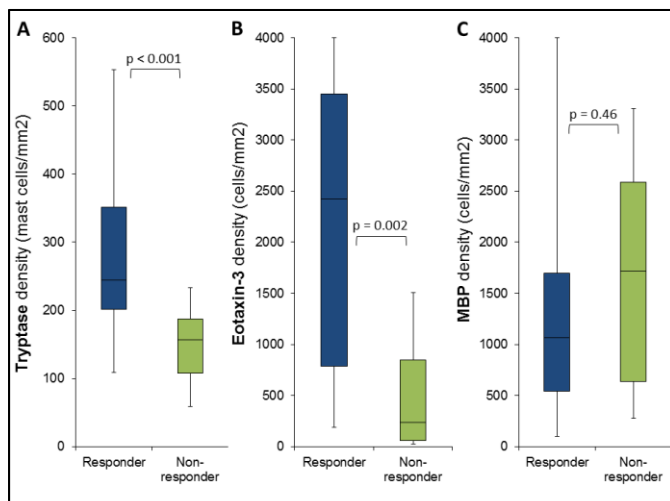 A
Tryptase density (mast cells/mm2)
600
500
400
300
200
100
0
p < 0.001
Responder
Non-
responder
B
Eotaxin-3 density (cells/mm2)
4000
3500
3000
2500
2000
1500
1000
500
0
p = 0.002
Responder
Non-
responder
C
MBP density (cells/mm2)
4000
3500
3000
2500
2000
1500
1000
500
0
p = 0.46
Responder
Non-
responder